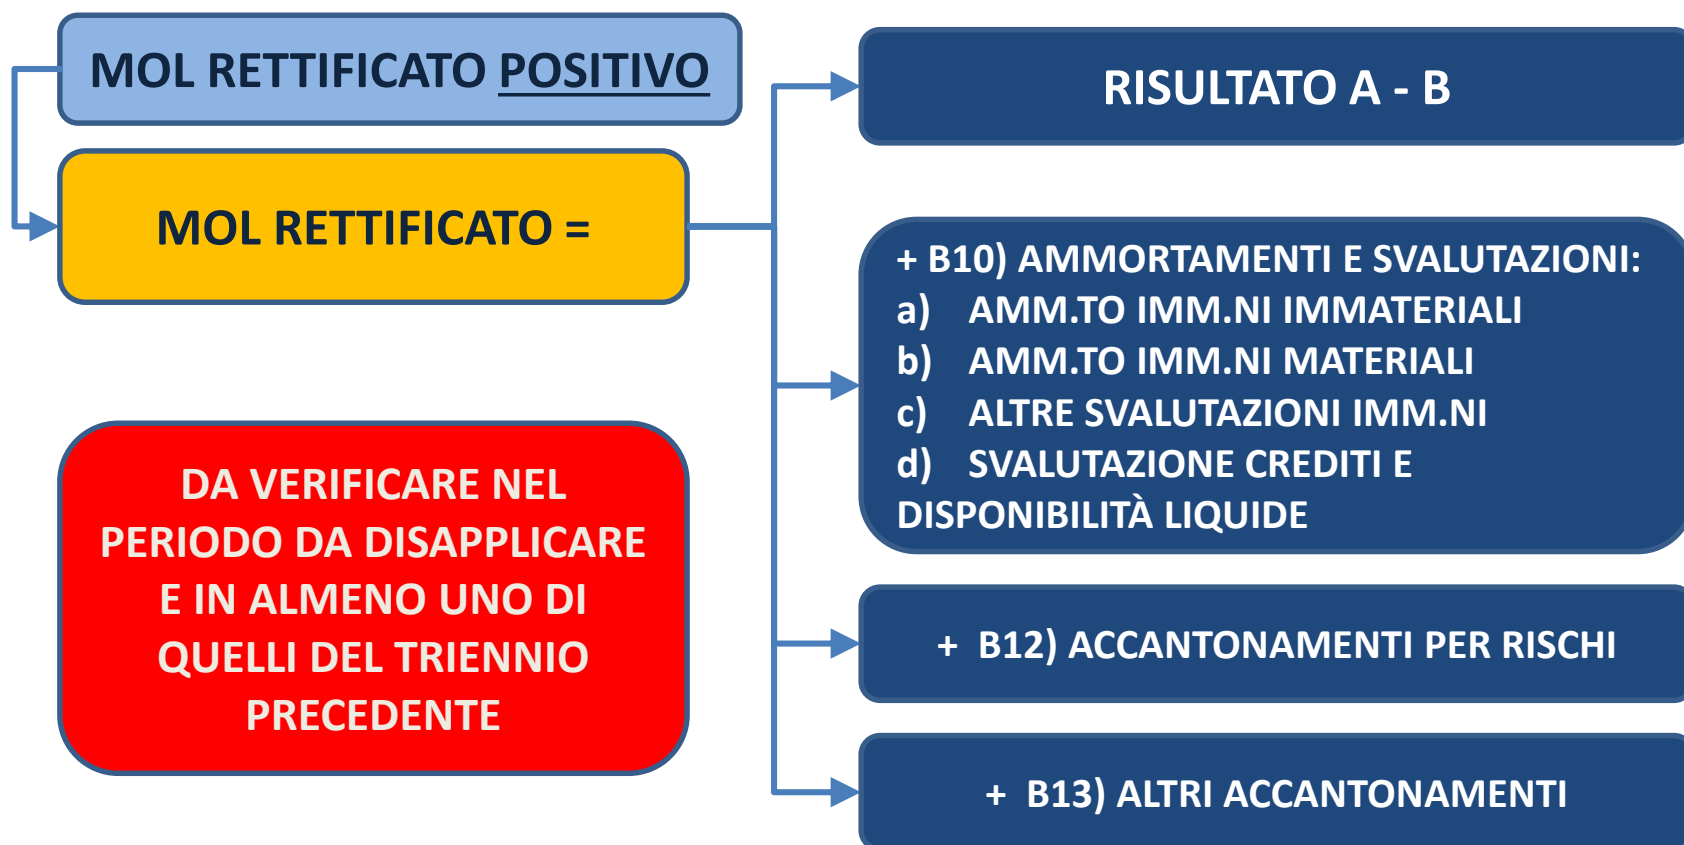 MOL RETTIFICATO POSITIVO
MOL RETTIFICATO =
DA VERIFICARE NEL
PERIODO DA DISAPPLICARE
E IN ALMENO UNO DI
QUELLI DEL TRIENNIO
PRECEDENTE
RISULTATO A - B
+ B10) AMMORTAMENTI E SVALUTAZIONI:
a) AMM.TO IMM.NI IMMATERIALI
b) AMM.TO IMM.NI MATERIALI
c) ALTRE SVALUTAZIONI IMM.NI
d) SVALUTAZIONE CREDITI E
DISPONIBILITÀ LIQUIDE
+ B12) ACCANTONAMENTI PER RISCHI
+ B13) ALTRI ACCANTONAMENTI